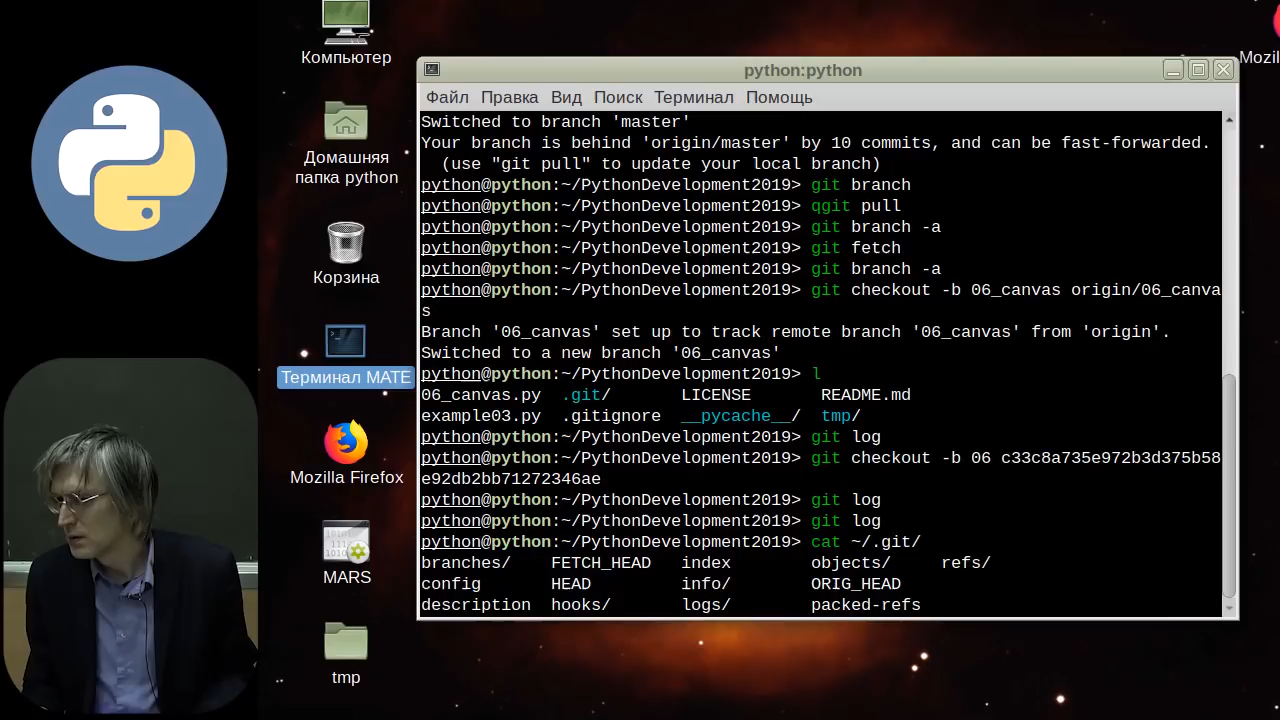 Компьютер
Домашняя
папка python
Корзина
Терминал MATE
Mozilla Firefox
MARS
tmp
Mozil
python:python
Файл Правка Вид Поиск Терминал Помощь
Switched to branch 'master'
Your branch is behind 'origin/master' by 10 commits, and can be fast-forwarded.
  (use "git pull" to update your local branch)
python@python:~/PythonDevelopment2019> git branch
python@python:~/PythonDevelopment2019> qgit pull
python@python:~/PythonDevelopment2019> git branch -a
python@python:~/PythonDevelopment2019> git fetch
python@python:~/PythonDevelopment2019> git branch -a
python@python:~/PythonDevelopment2019> git checkout -b 06_canvas origin/06_canva
s
Branch '06_canvas' set up to track remote branch '06_canvas' from 'origin'.
Switched to a new branch '06_canvas'
python@python:~/PythonDevelopment2019> l
06_canvas.py  .git/       LICENSE       README.md
example03.py  .gitignore  __pycache__/  tmp/
python@python:~/PythonDevelopment2019> git log
python@python:~/PythonDevelopment2019> git checkout -b 06 c33c8a735e972b3d375b58
e92db2bb71272346ae
python@python:~/PythonDevelopment2019> git log
python@python:~/PythonDevelopment2019> git log
python@python:~/PythonDevelopment2019> cat ~/.git/
branches/    FETCH_HEAD   index        objects/     refs/
config       HEAD         info/        ORIG_HEAD
description  hooks/       logs/        packed-refs